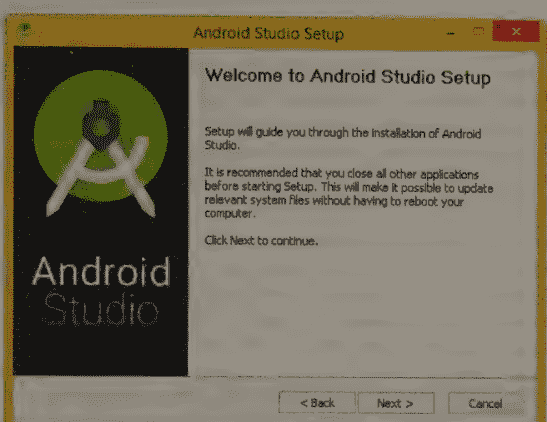 Android Studio Setup
Welcome to Android Studio Setup
Setup will guide you through the installation of Android
Studio.
It is recommended that you close all other applications
before starting Setup. This will make it possible to update
relevant system files without having to reboot your
computer.
Click Next to continue.
Android
Studio
< Back
Next >
Cancel